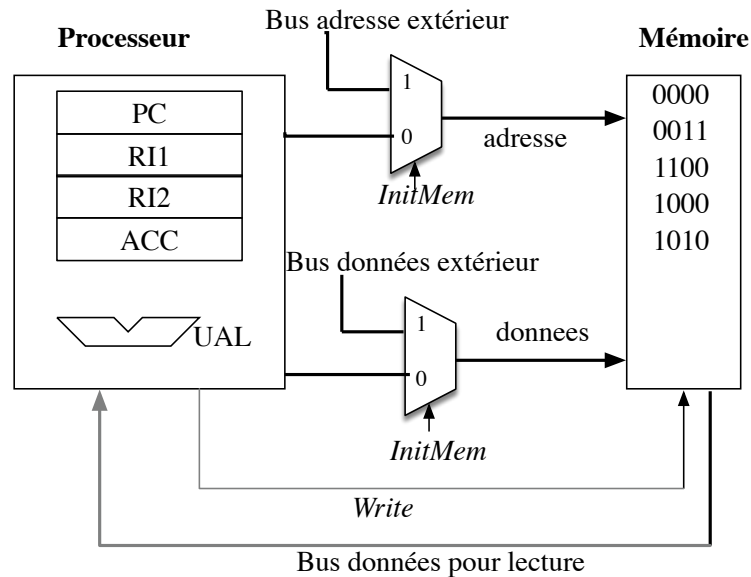 Bus adresse extérieur
Processeur
Mémoire
PC
RI1
RI2
ACC
UAL
1
0
InitMem
adresse
0000
0011
1100
1000
1010
Bus données extérieur
1
0
InitMem
donnees
Write
Bus données pour lecture